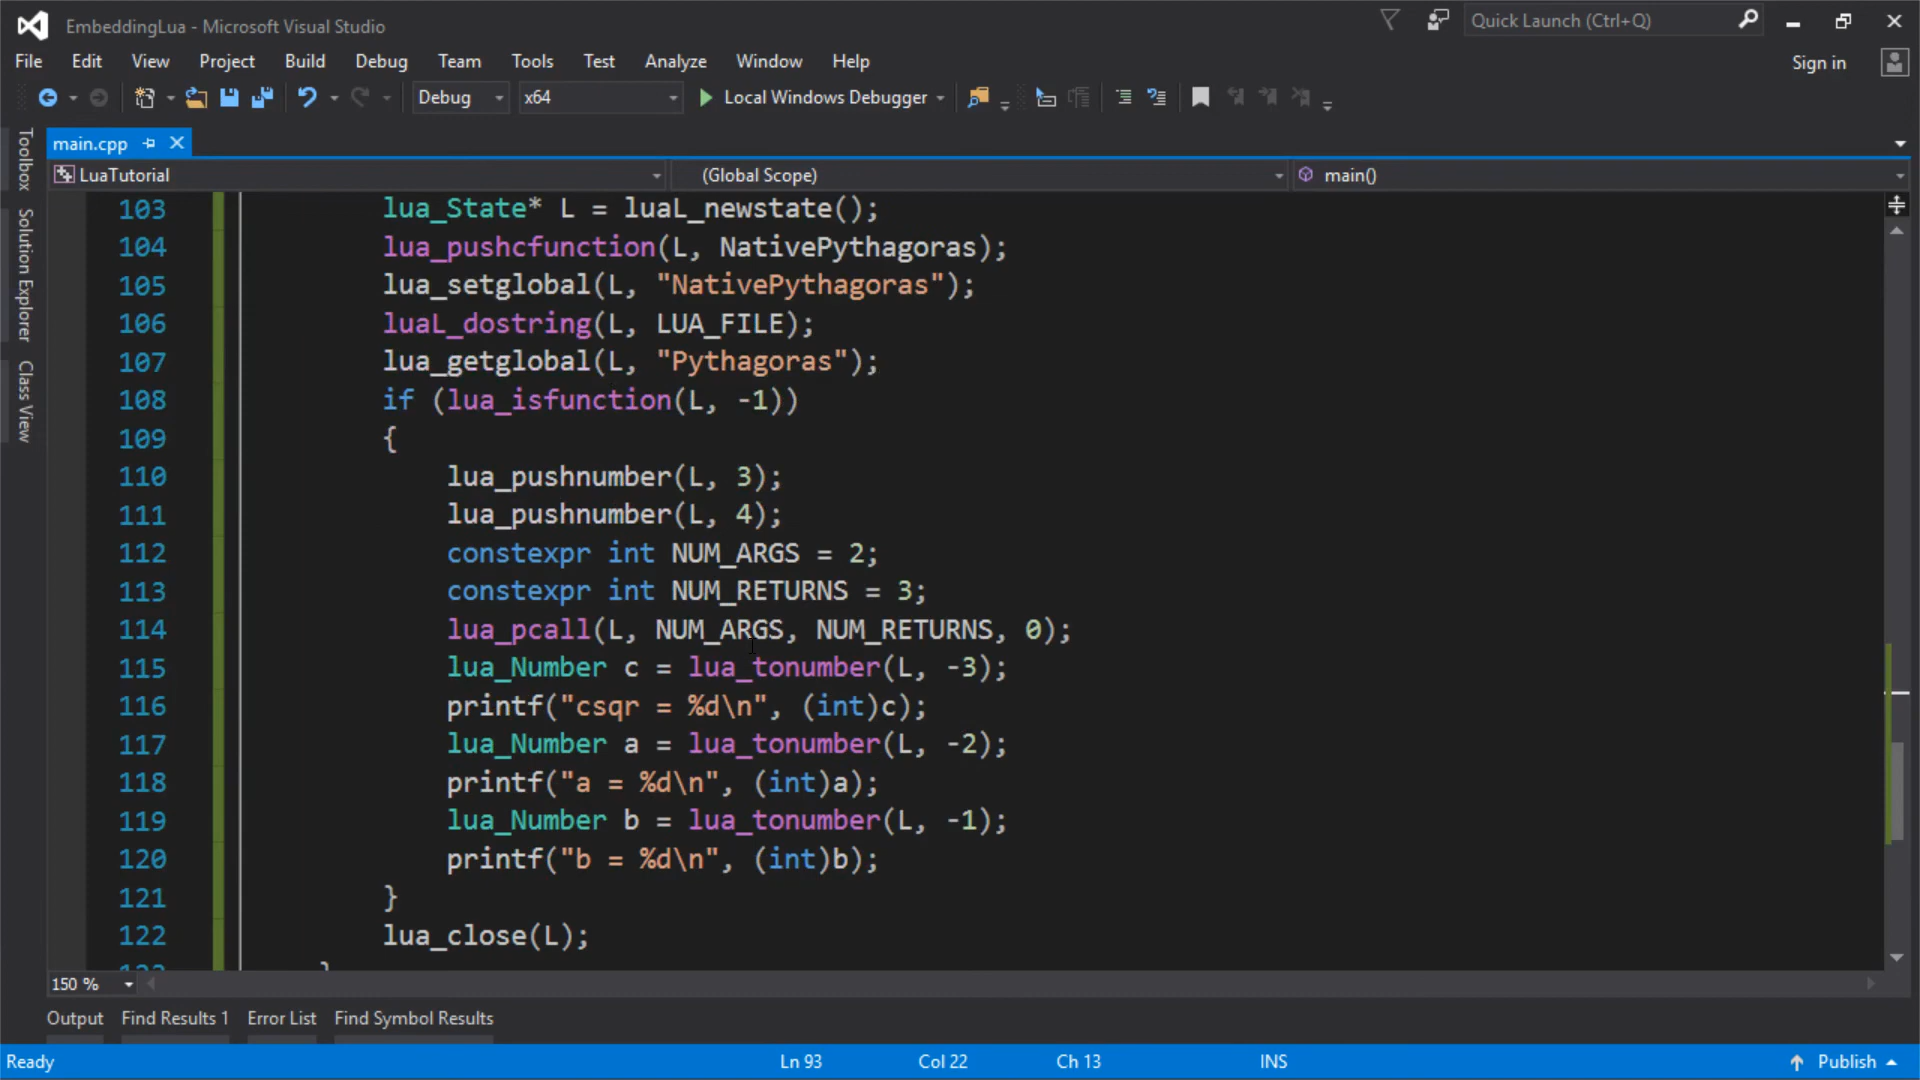 EmbeddingLua - Microsoft Visual Studio
Quick Launch (Ctrl+Q)
File Edit View Project Build Debug Team Tools Test Analyze Window Help
Sign in
Debug x64 Local Windows Debugger
Toolbox
Solution Explorer
Class View
main.cpp
LuaTutorial (Global Scope) main()
103 lua_State* L = luaL_newstate();
104 lua_pushcfunction(L, NativePythagoras);
105 lua_setglobal(L, "NativePythagoras");
106 luaL_dostring(L, LUA_FILE);
107 lua_getglobal(L, "Pythagoras");
108 if (lua_isfunction(L, -1))
109 {
110 lua_pushnumber(L, 3);
111 lua_pushnumber(L, 4);
112 constexpr int NUM_ARGS = 2;
113 constexpr int NUM_RETURNS = 3;
114 lua_pcall(L, NUM_ARGS, NUM_RETURNS, 0);
115 lua_Number c = lua_tonumber(L, -3);
116 printf("csqr = %d\n", (int)c);
117 lua_Number a = lua_tonumber(L, -2);
118 printf("a = %d\n", (int)a);
119 lua_Number b = lua_tonumber(L, -1);
120 printf("b = %d\n", (int)b);
121 }
122 lua_close(L);
150 %
Output Find Results 1 Error List Find Symbol Results
Ready Ln 93 Col 22 Ch 13 INS Publish